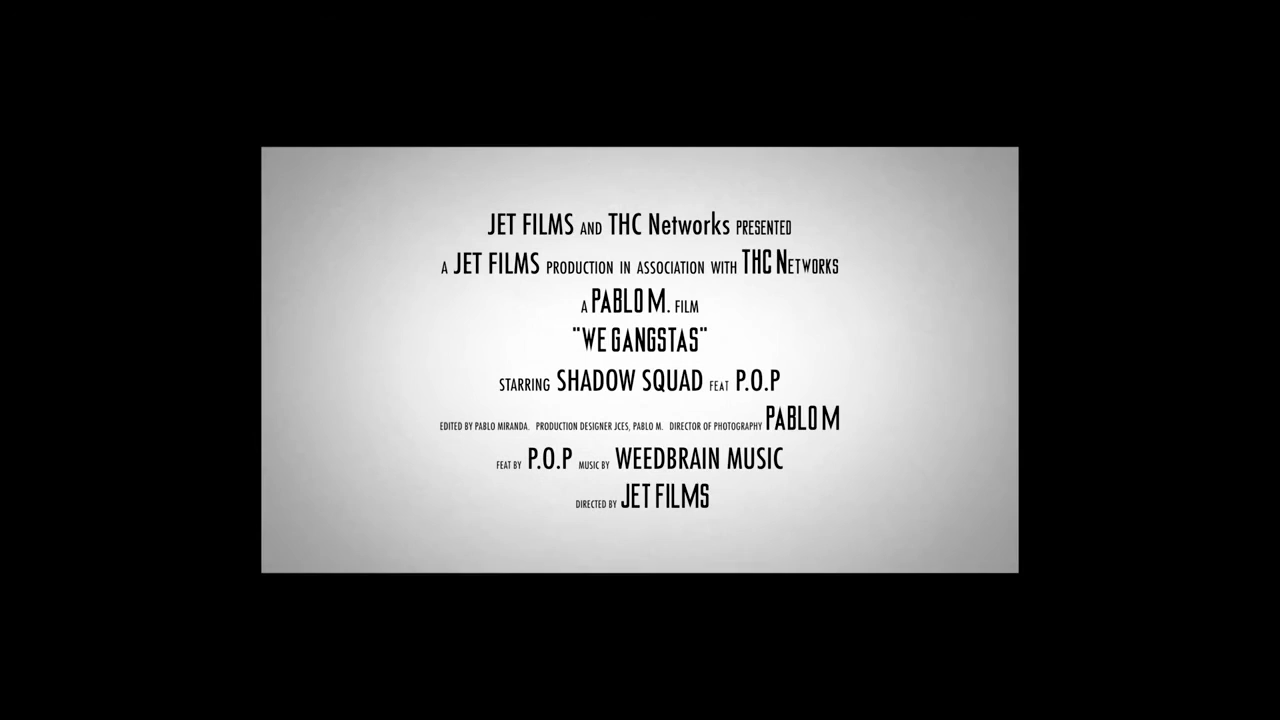 JET FILMS AND THC Networks PRESENTED
A JET FILMS PRODUCTION IN ASSOCIATION WITH THC NETWORKS
A PABLO M. FILM
"WE GANGSTAS"
STARRING SHADOW SQUAD FEAT P.O.P
EDITED BY PABLO MIRANDA. PRODUCTION DESIGNER JCES, PABLO M. DIRECTOR OF PHOTOGRAPHY PABLO M
FEAT BY P.O.P MUSIC BY WEEDBRAIN MUSIC
DIRECTED BY JET FILMS